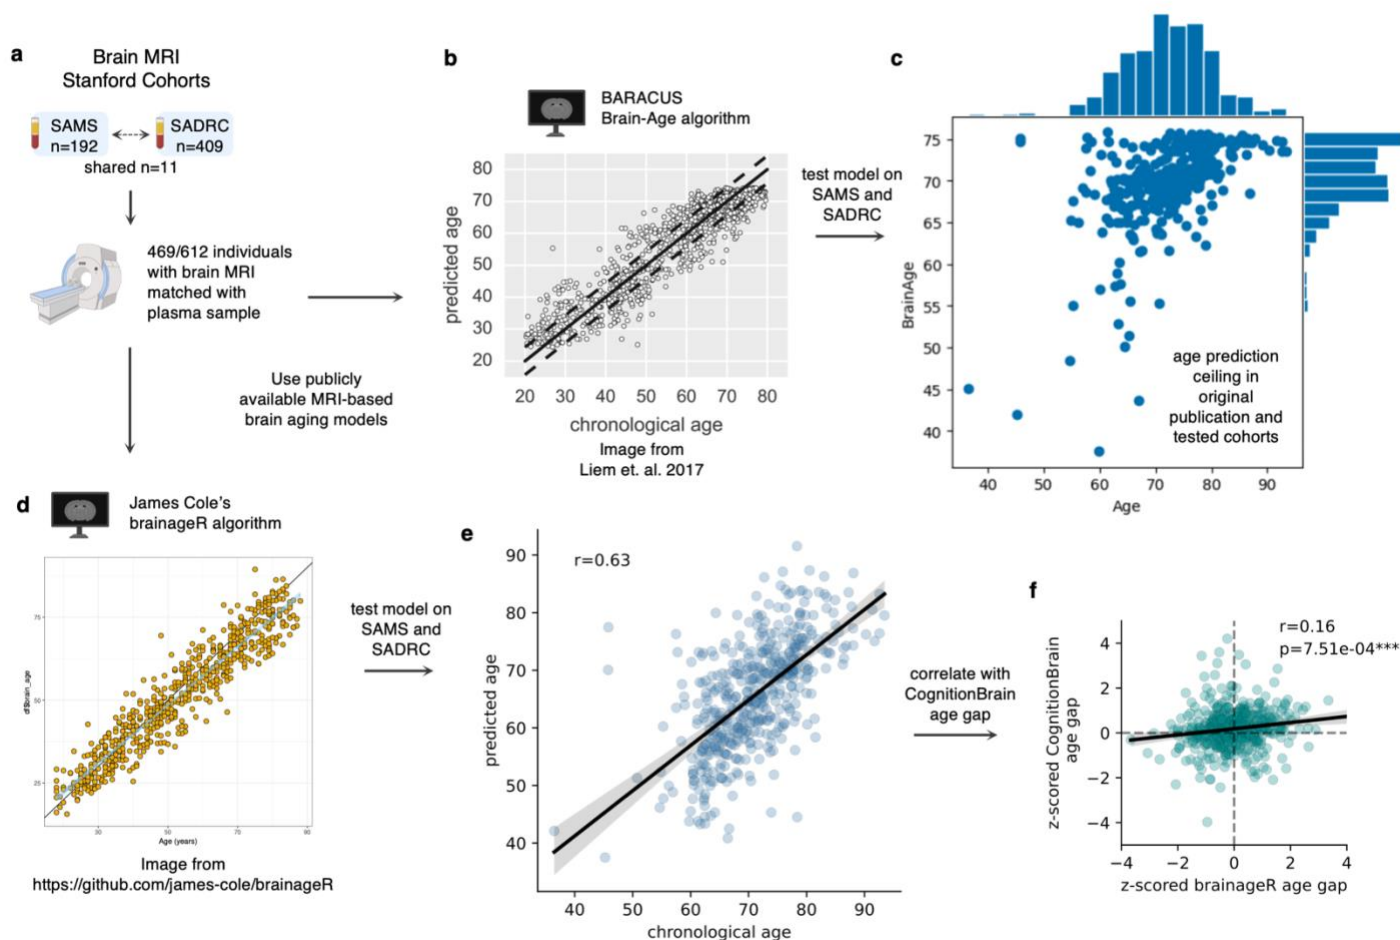 a
Brain MRI
Stanford Cohorts
SAMS
n=192
SADRC
n=409
shared n=11
469/612 individuals
with brain MRI
matched with
plasma sample
Use publicly
available MRI-based
brain aging models
b
BARACUS
Brain-Age algorithm
predicted age
80
70
60
50
40
30
20
20 30 40 50 60 70 80
chronological age
Image from
Liem et. al. 2017
test model on
SAMS and
SADRC
c
BrainAge
75
70
65
60
55
50
45
40
age prediction
ceiling in
original
publication and
tested cohorts
40 50 60 70 80 90
Age
d
James Cole's
brainageR algorithm
75
50
25
30 50 70 90
Age (years)
Image from
https://github.com/james-cole/brainageR
test model on
SAMS and
SADRC
e
r=0.63
predicted age
90
80
70
60
50
40
40 50 60 70 80 90
chronological age
correlate with
CognitionBrain
age gap
f
r=0.16
p=7.51e-04***
z-scored CognitionBrain
age gap
4
2
0
−2
−4
−4 −2 0 2 4
z-scored brainageR age gap